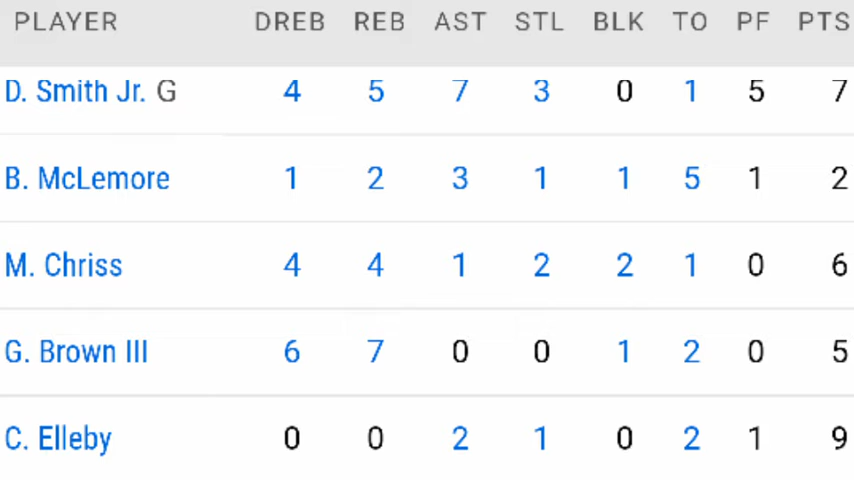 PLAYER DREB REB AST STL BLK TO PF PTS
D. Smith Jr. G 4 5 7 3 0 1 5 7
B. McLemore 1 2 3 1 1 5 1 2
M. Chriss 4 4 1 2 2 1 0 6
G. Brown III 6 7 0 0 1 2 0 5
C. Elleby 0 0 2 1 0 2 1 9